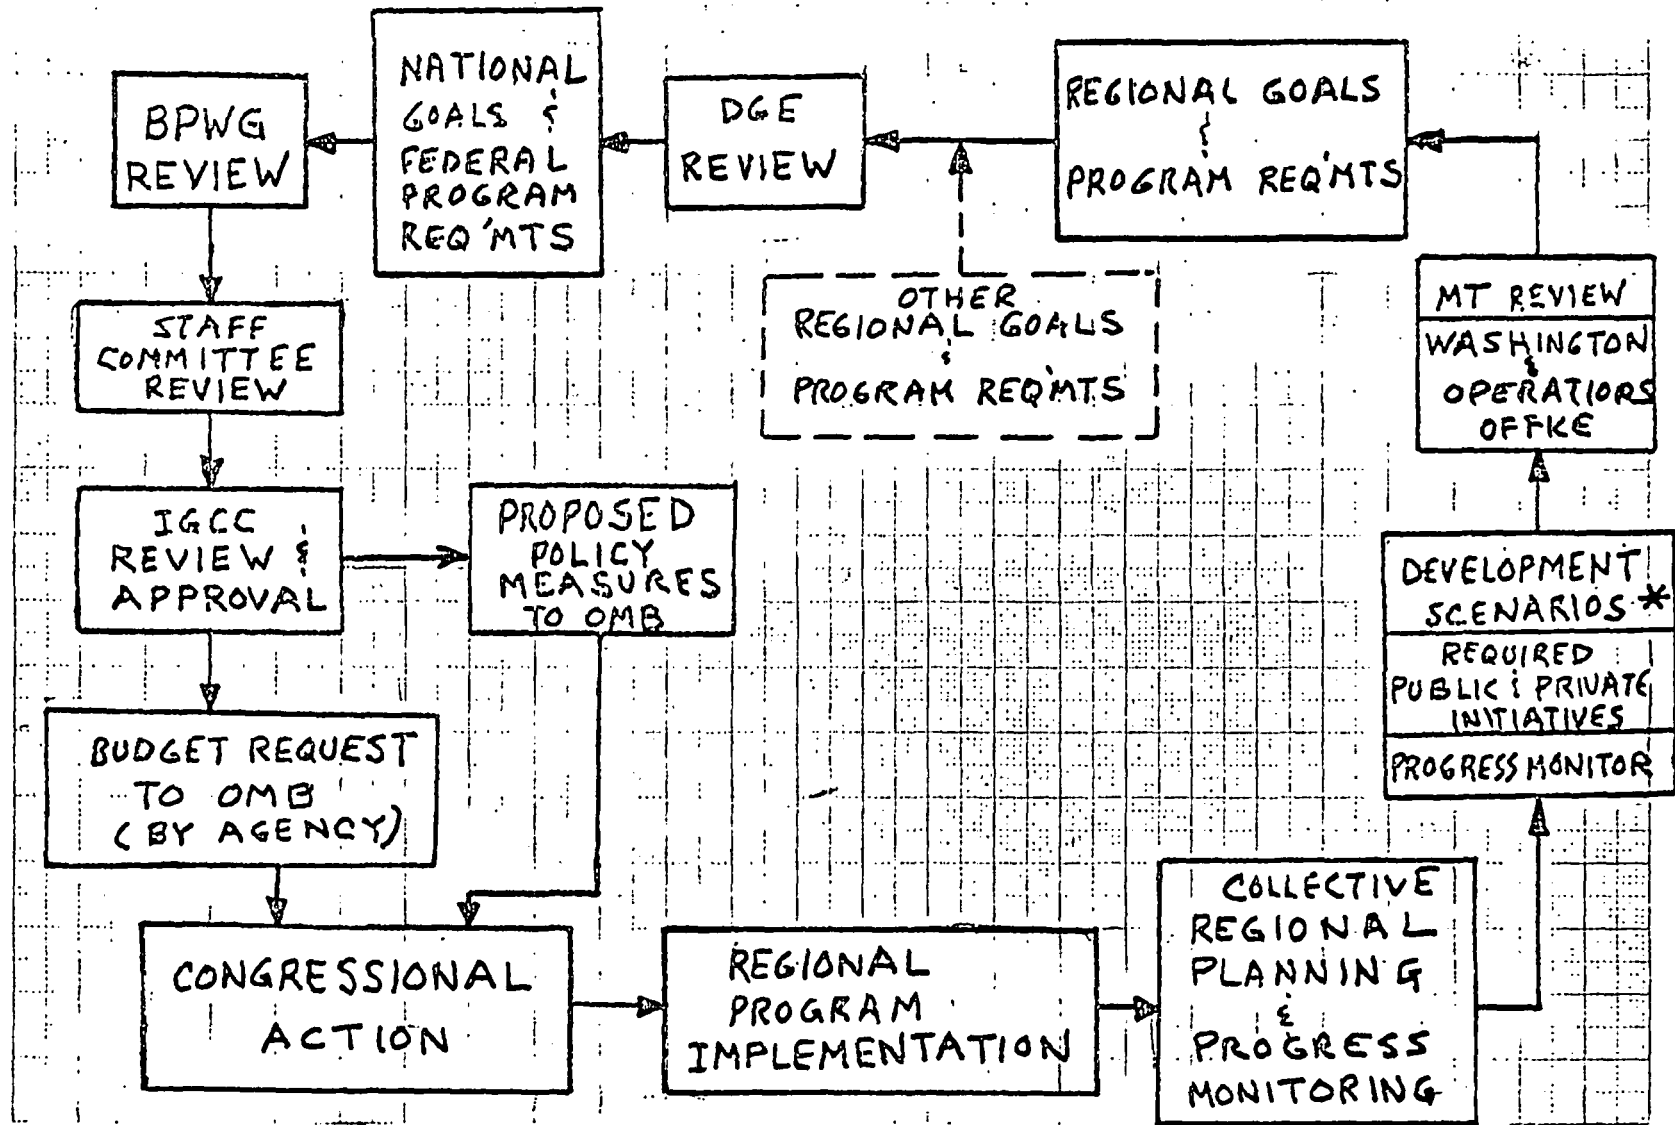 BPWG
REVIEW
NATIONAL
GOALS &
FEDERAL
PROGRAM
REQ'MTS
DGE
REVIEW
REGIONAL GOALS
&
PROGRAM REQ'MTS
OTHER
REGIONAL GOALS
&
PROGRAM REQ'MTS
MT REVIEW
WASHINGTON
&
OPERATIORS
OFFKE
STAFF
COMMITTEE
REVIEW
IGCC
REVIEW &
APPROVAL
PROPOSED
POLICY
MEASURES
TO OMB
DEVELOPMENT
SCENARIOS *
REQUIRED
PUBLIC & PRIVATE
INITIATIVES
PROGRESS MONITOR
BUDGET REQUEST
TO OMB
(BY AGENCY)
CONGRESSIONAL
ACTION
REGIONAL
PROGRAM
IMPLEMENTATION
COLLECTIVE
REGIONAL
PLANNING
&
PROGRESS
MONITORING